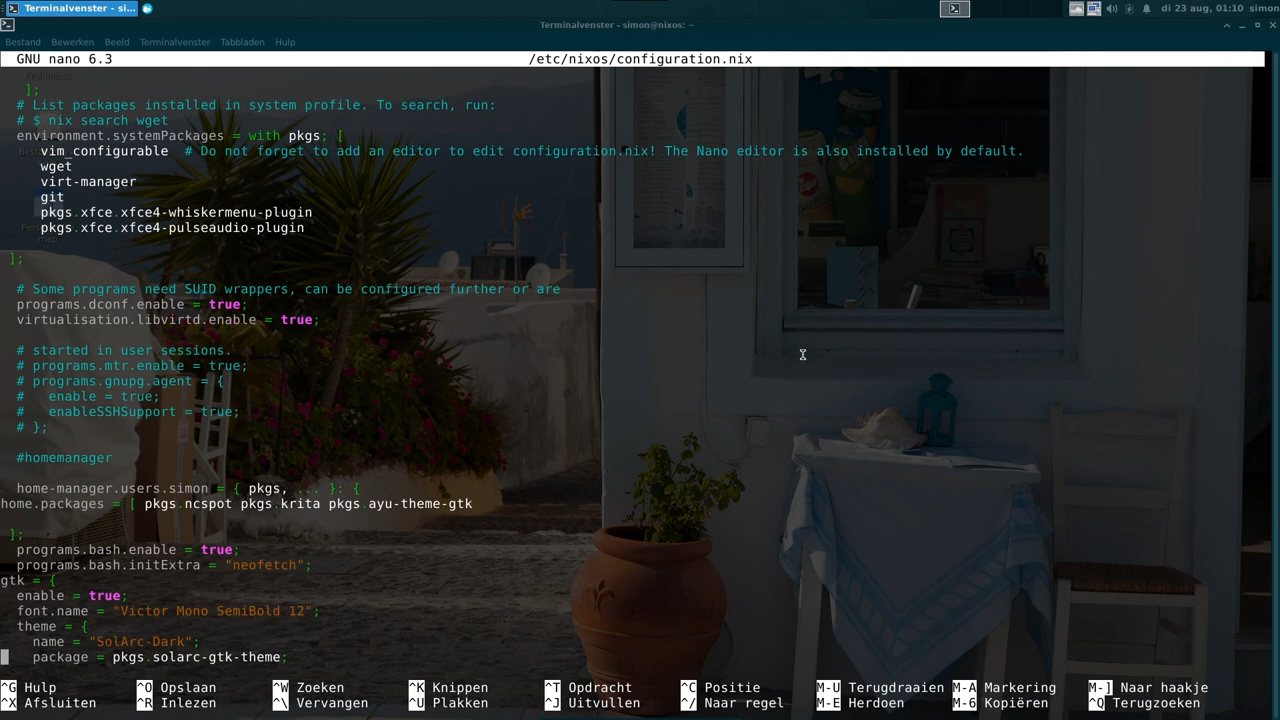 Terminalvenster - si...
di 23 aug, 01:10 simon
Terminalvenster - simon@nixos: ~
Bestand Bewerken Beeld Terminalvenster Tabbladen Hulp
GNU nano 6.3 /etc/nixos/configuration.nix
];
# List packages installed in system profile. To search, run:
# $ nix search wget
environment.systemPackages = with pkgs; [
vim_configurable # Do not forget to add an editor to edit configuration.nix! The Nano editor is also installed by default.
wget
virt-manager
git
pkgs.xfce.xfce4-whiskermenu-plugin
pkgs.xfce.xfce4-pulseaudio-plugin
];
# Some programs need SUID wrappers, can be configured further or are
programs.dconf.enable = true;
virtualisation.libvirtd.enable = true;
# started in user sessions.
# programs.mtr.enable = true;
# programs.gnupg.agent = {
#   enable = true;
#   enableSSHSupport = true;
# };
#homemanager
home-manager.users.simon = { pkgs, ... }: {
home.packages = [ pkgs.ncspot pkgs.krita pkgs.ayu-theme-gtk
];
programs.bash.enable = true;
programs.bash.initExtra = "neofetch";
gtk = {
enable = true;
font.name = "Victor Mono SemiBold 12";
theme = {
name = "SolArc-Dark";
package = pkgs.solarc-gtk-theme;
^G Hulp ^O Opslaan ^W Zoeken ^K Knippen ^T Opdracht ^C Positie M-U Terugdraaien M-A Markering M-] Naar haakje
^X Afsluiten ^R Inlezen ^\ Vervangen ^U Plakken ^J Uitvullen ^/ Naar regel M-E Herdoen M-6 Kopiëren ^Q Terugzoeken